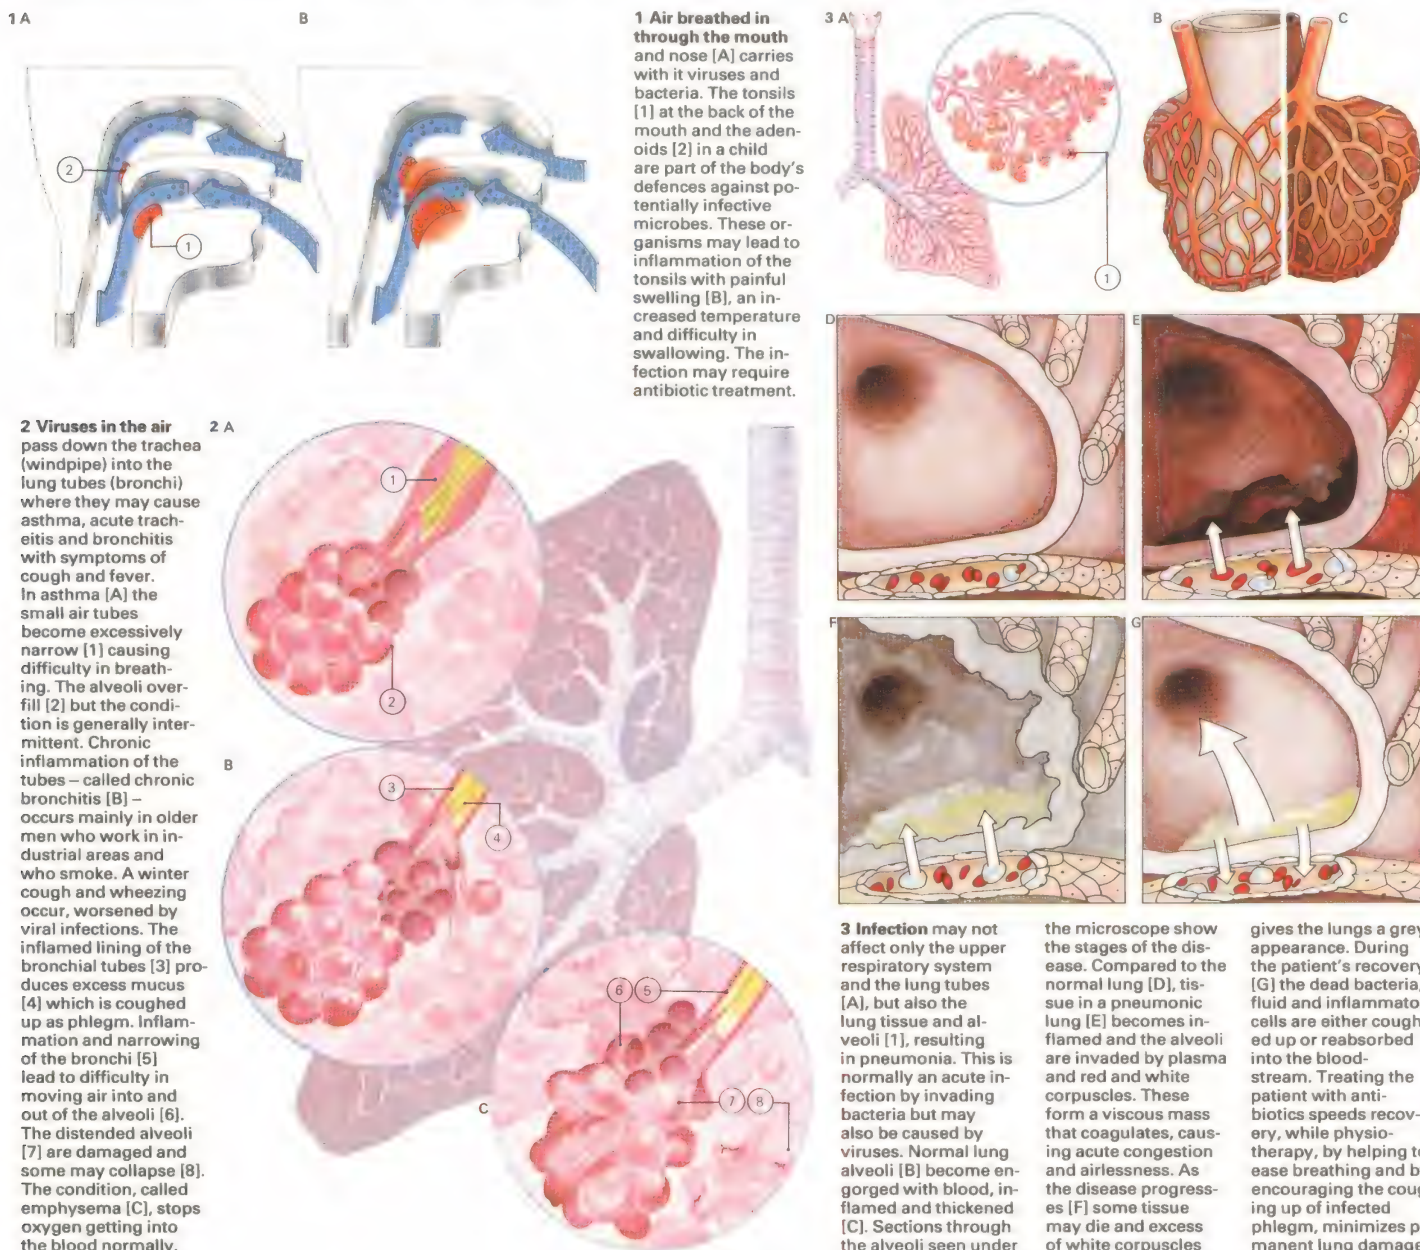 1 A
B
1 Air breathed in
through the mouth
and nose [A] carries
with it viruses and
bacteria. The tonsils
[1] at the back of the
mouth and the aden-
oids [2] in a child
are part of the body's
defences against po-
tentially infective
microbes. These or-
ganisms may lead to
inflammation of the
tonsils with painful
swelling [B], an in-
creased temperature
and difficulty in
swallowing. The in-
fection may require
antibiotic treatment.
2
1
2 Viruses in the air
pass down the trachea
(windpipe) into the
lung tubes (bronchi)
where they may cause
asthma, acute trach-
eitis and bronchitis
with symptoms of
cough and fever.
In asthma [A] the
small air tubes
become excessively
narrow [1] causing
difficulty in breath-
ing. The alveoli over-
fill [2] but the condi-
tion is generally inter-
mittent. Chronic
inflammation of the
tubes – called chronic
bronchitis [B] –
occurs mainly in older
men who work in in-
dustrial areas and
who smoke. A winter
cough and wheezing
occur, worsened by
viral infections. The
inflamed lining of the
bronchial tubes [3] pro-
duces excess mucus
[4] which is coughed
up as phlegm. Inflam-
mation and narrowing
of the bronchi [5]
lead to difficulty in
moving air into and
out of the alveoli [6].
The distended alveoli
[7] are damaged and
some may collapse [8].
The condition, called
emphysema [C], stops
oxygen getting into
the blood normally.
2 A
1
2
B
3
4
C
6 5
7 8
3 A
1
B
C
D
E
F
G
3 Infection may not
affect only the upper
respiratory system
and the lung tubes
[A], but also the
lung tissue and al-
veoli [1], resulting
in pneumonia. This is
normally an acute in-
fection by invading
bacteria but may
also be caused by
viruses. Normal lung
alveoli [B] become en-
gorged with blood, in-
flamed and thickened
[C]. Sections through
the alveoli seen under
the microscope show
the stages of the dis-
ease. Compared to the
normal lung [D], tis-
sue in a pneumonic
lung [E] becomes in-
flamed and the alveoli
are invaded by plasma
and red and white
corpuscles. These
form a viscous mass
that coagulates, caus-
ing acute congestion
and airlessness. As
the disease progress-
es [F] some tissue
may die and excess
of white corpuscles
gives the lungs a grey
appearance. During
the patient's recovery
[G] the dead bacteria,
fluid and inflammato
cells are either cough
ed up or reabsorbed
into the blood-
stream. Treating the
patient with anti-
biotics speeds recov-
ery, while physio-
therapy, by helping to
ease breathing and b
encouraging the coug
ing up of infected
phlegm, minimizes p
manent lung damage